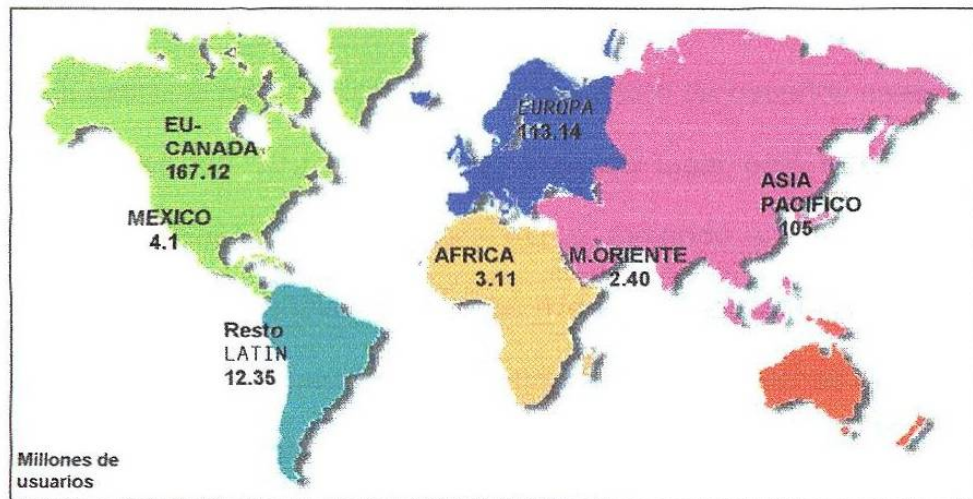 EU-
CANADA
167.12
MEXICO
4.1
EUROPA
113.14
ASIA
PACIFICO
105
AFRICA
3.11
M.ORIENTE
2.40
Resto
LATIN
12.35
Millones de
usuarios